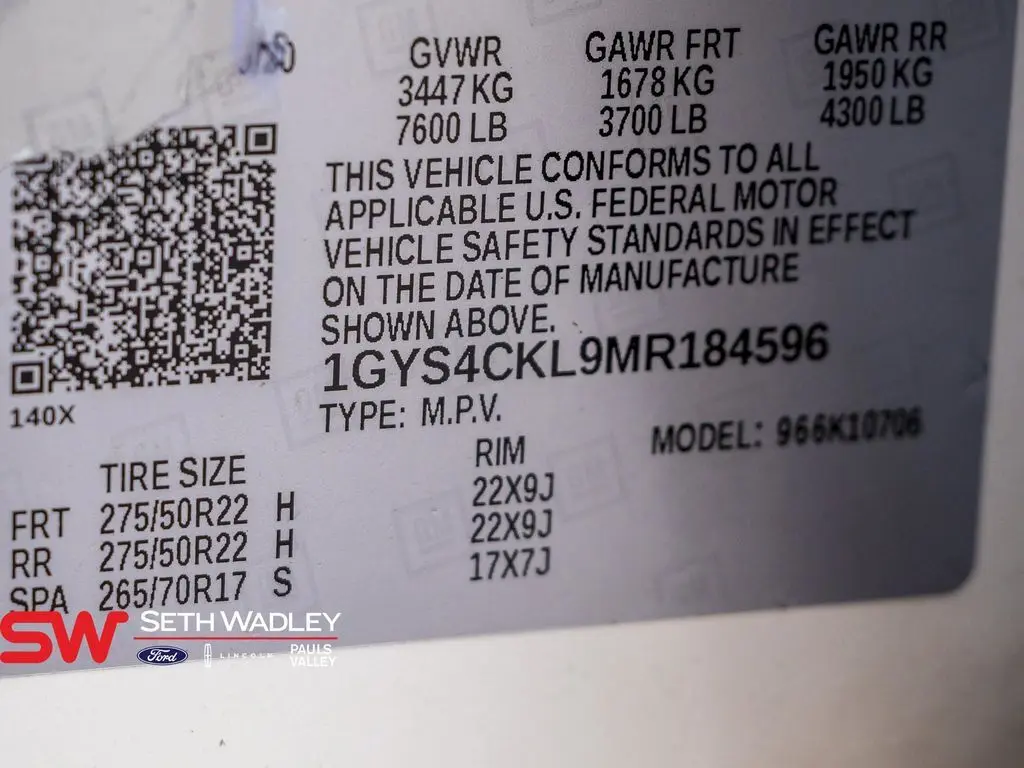 GVWR GAWR FRT GAWR RR
3447 KG 1678 KG 1950 KG
7600 LB 3700 LB 4300 LB
THIS VEHICLE CONFORMS TO ALL
APPLICABLE U.S. FEDERAL MOTOR
VEHICLE SAFETY STANDARDS IN EFFECT
ON THE DATE OF MANUFACTURE
SHOWN ABOVE.
1GYS4CKL9MR184596
140X
TYPE: M.P.V.
MODEL: 966K10706
TIRE SIZE RIM
FRT 275/50R22 H 22X9J
RR 275/50R22 H 22X9J
SPA 265/70R17 S 17X7J
SW SETH WADLEY
Ford LINCOLN PAULS
VALLEY